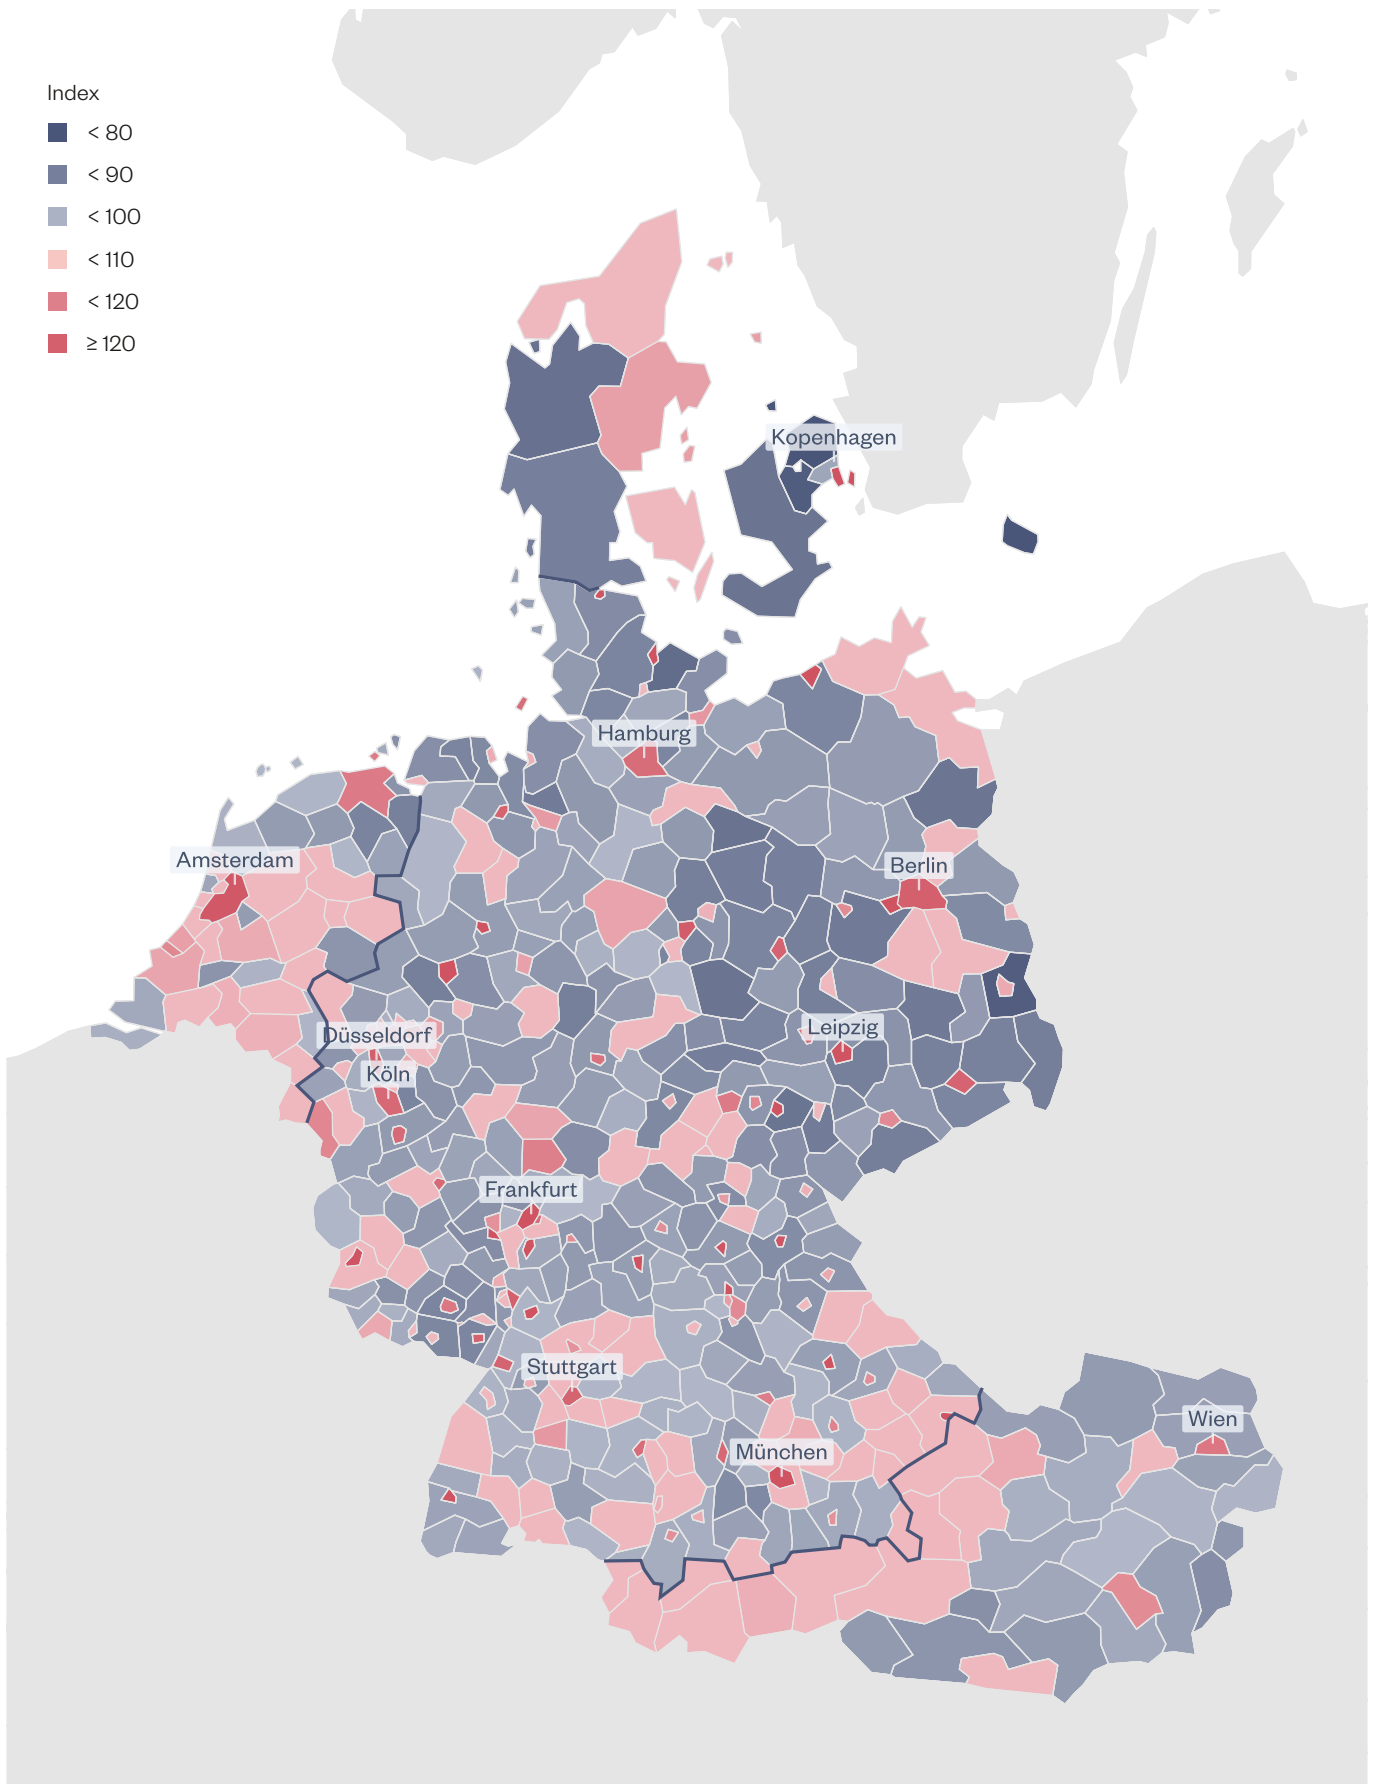 Index
< 80
< 90
< 100
< 110
< 120
≥ 120
Kopenhagen
Hamburg
Amsterdam
Berlin
Düsseldorf
Leipzig
Köln
Frankfurt
Stuttgart
Wien
München